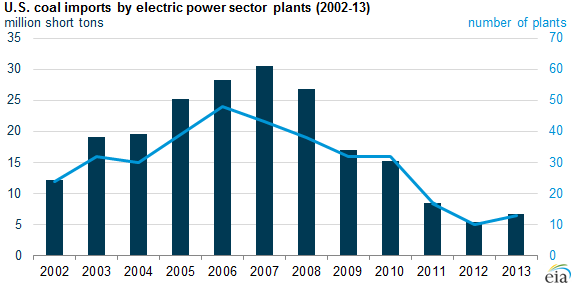 U.S. coal imports by electric power sector plants (2002-13)
million short tons number of plants
35 70
30 60
25 50
20 40
15 30
10 20
5 10
0 0
2002 2003 2004 2005 2006 2007 2008 2009 2010 2011 2012 2013
eia